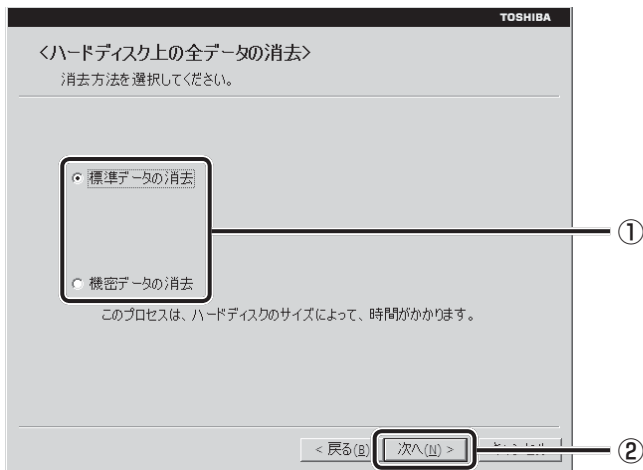 TOSHIBA
<ハードディスク上の全データの消去>
消去方法を選択してください。
標準データの消去
①
機密データの消去
このプロセスは、ハードディスクのサイズによって、時間がかかります。
< 戻る(B) 次へ(N) >
②